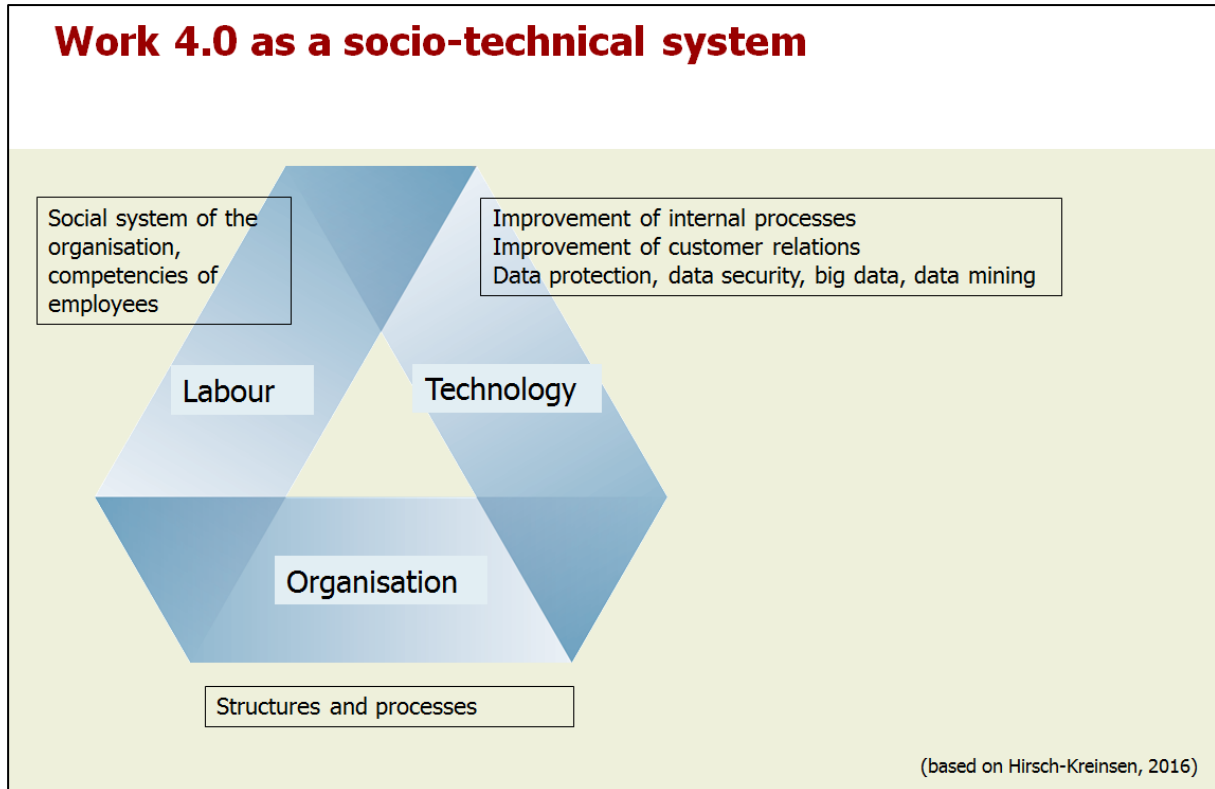 Work 4.0 as a socio-technical system
Social system of the
organisation,
competencies of
employees
Improvement of internal processes
Improvement of customer relations
Data protection, data security, big data, data mining
Labour
Technology
Organisation
Structures and processes
(based on Hirsch-Kreinsen, 2016)